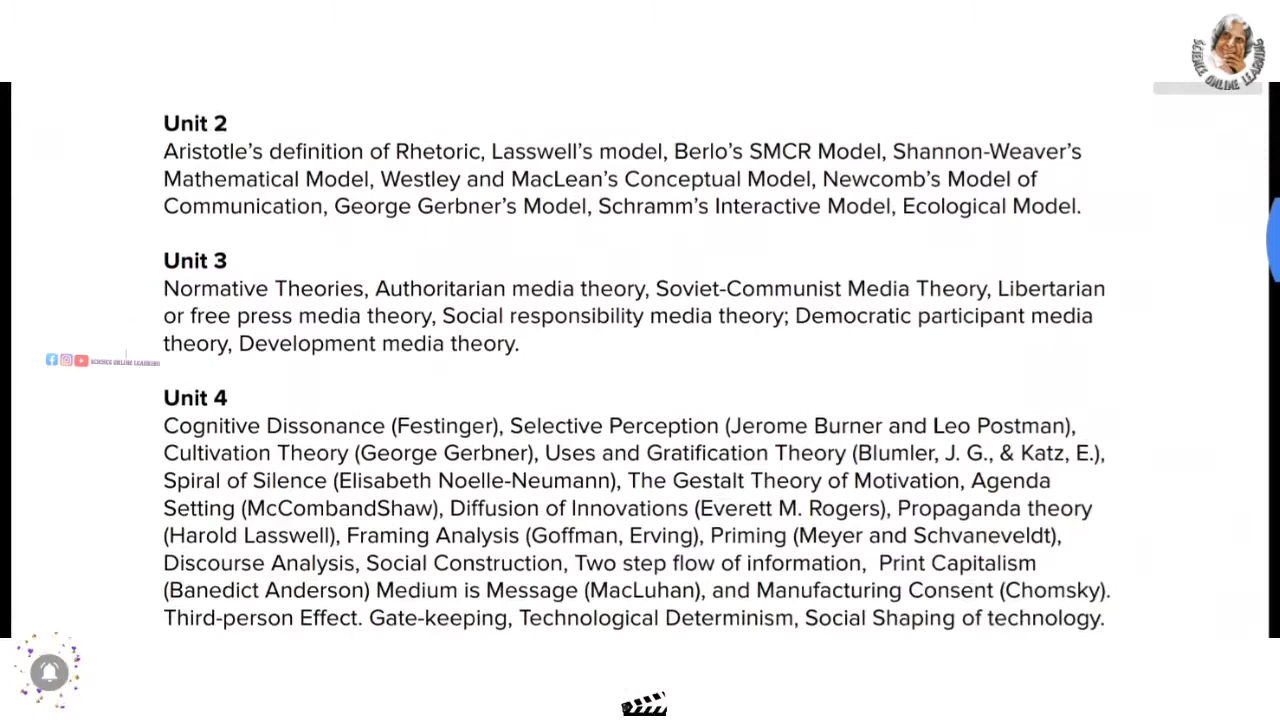 SCIENCE ONLINE LEARNING
Unit 2
Aristotle's definition of Rhetoric, Lasswell's model, Berlo's SMCR Model, Shannon-Weaver's
Mathematical Model, Westley and MacLean's Conceptual Model, Newcomb's Model of
Communication, George Gerbner's Model, Schramm's Interactive Model, Ecological Model.
Unit 3
Normative Theories, Authoritarian media theory, Soviet-Communist Media Theory, Libertarian
or free press media theory, Social responsibility media theory; Democratic participant media
theory, Development media theory.
SCIENCE ONLINE LEARNING
Unit 4
Cognitive Dissonance (Festinger), Selective Perception (Jerome Burner and Leo Postman),
Cultivation Theory (George Gerbner), Uses and Gratification Theory (Blumler, J. G., & Katz, E.),
Spiral of Silence (Elisabeth Noelle-Neumann), The Gestalt Theory of Motivation, Agenda
Setting (McCombandShaw), Diffusion of Innovations (Everett M. Rogers), Propaganda theory
(Harold Lasswell), Framing Analysis (Goffman, Erving), Priming (Meyer and Schvaneveldt),
Discourse Analysis, Social Construction, Two step flow of information, Print Capitalism
(Banedict Anderson) Medium is Message (MacLuhan), and Manufacturing Consent (Chomsky).
Third-person Effect. Gate-keeping, Technological Determinism, Social Shaping of technology.